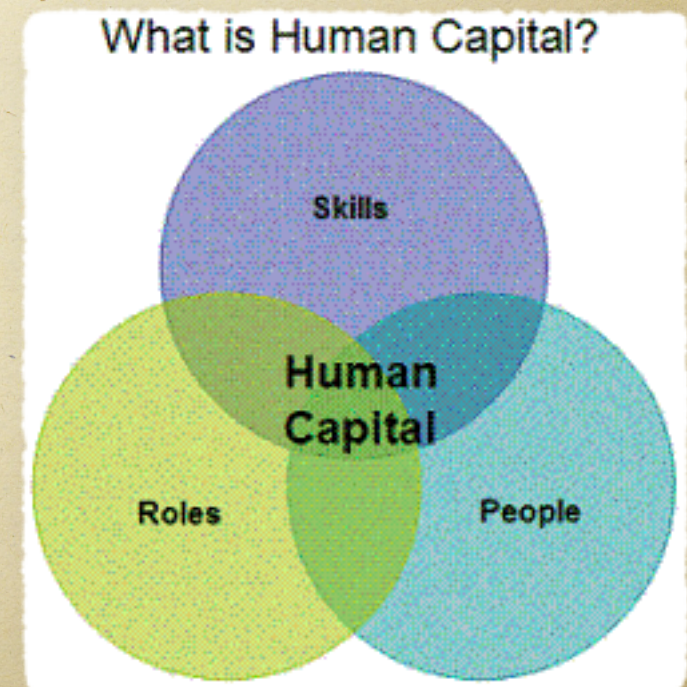 What is Human Capital?
Skills
Human
Capital
Roles
People